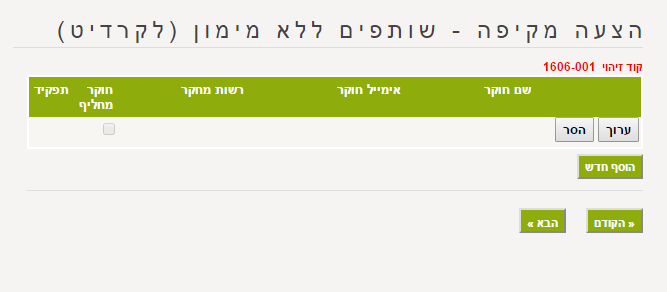 הצעה מקיפה - שותפים ללא מימון (לקרדיט)
קוד זיהוי 1606-001
שם חוקר אימייל חוקר רשות מחקר חוקר מחליף תפקיד
ערוך הסר
הוסף חדש
« הקודם הבא »